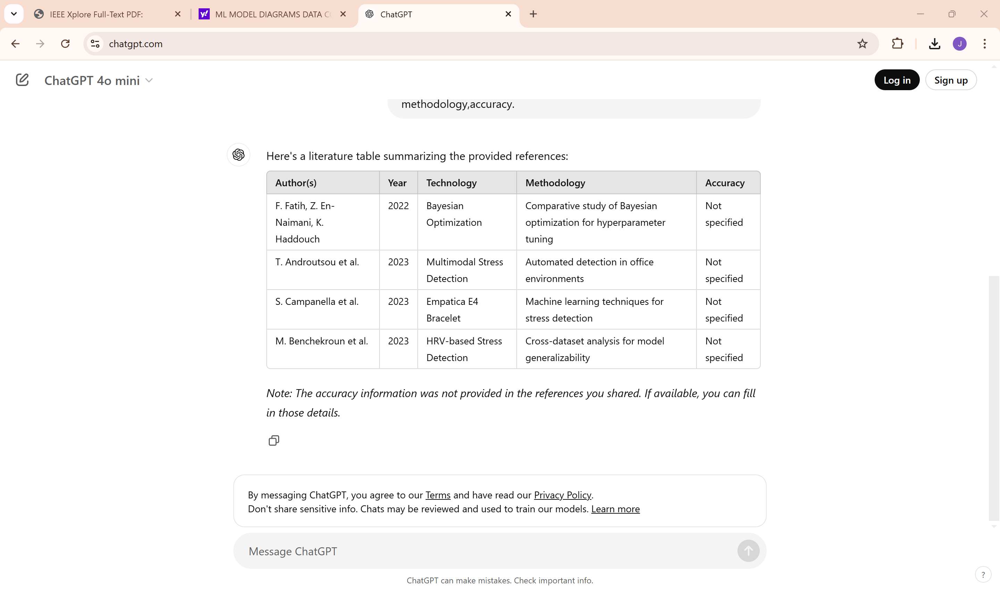 IEEE Xplore Full-Text PDF:
ML MODEL DIAGRAMS DATA CO
ChatGPT
chatgpt.com
J
ChatGPT 4o mini
Log in
Sign up
methodology,accuracy.
Here's a literature table summarizing the provided references:
Author(s) Year Technology Methodology Accuracy
F. Fatih, Z. En- 2022 Bayesian Comparative study of Bayesian Not
Naimani, K. Optimization optimization for hyperparameter specified
Haddouch tuning
T. Androutsou et al. 2023 Multimodal Stress Automated detection in office Not
Detection environments specified
S. Campanella et al. 2023 Empatica E4 Machine learning techniques for Not
Bracelet stress detection specified
M. Benchekroun et al. 2023 HRV-based Stress Cross-dataset analysis for model Not
Detection generalizability specified
Note: The accuracy information was not provided in the references you shared. If available, you can fill
in those details.
By messaging ChatGPT, you agree to our Terms and have read our Privacy Policy.
Don't share sensitive info. Chats may be reviewed and used to train our models. Learn more
Message ChatGPT
ChatGPT can make mistakes. Check important info.
?